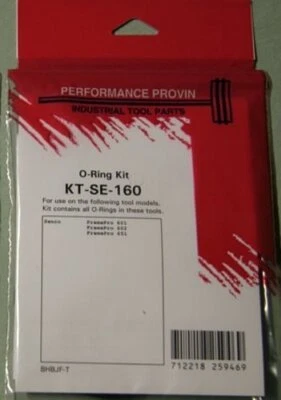 PERFORMANCE PROVIN
INDUSTRIAL TOOL PARTS
O-Ring Kit
KT-SE-160
For use on the following tool models.
Kit contains all O-Rings in these tools.
Senco FramePro 601
FramePro 602
FramePro 651
BHBJF-T
712218 259469